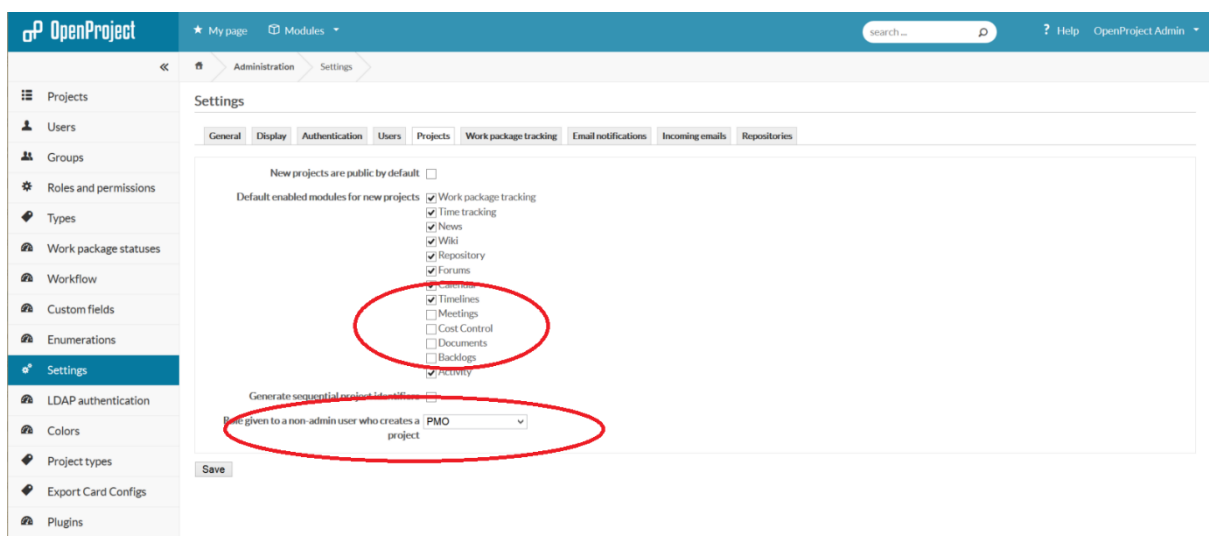 OpenProject
My page
Modules
search ...
? Help
OpenProject Admin
Administration
Settings
Projects
Users
Groups
Roles and permissions
Types
Work package statuses
Workflow
Custom fields
Enumerations
Settings
LDAP authentication
Colors
Project types
Export Card Configs
Plugins
Settings
General Display Authentication Users Projects Work package tracking Email notifications Incoming emails Repositories
New projects are public by default
Default enabled modules for new projects
Work package tracking
Time tracking
News
Wiki
Repository
Forums
Calendar
Timelines
Meetings
Cost Control
Documents
Backlogs
Activity
Generate sequential project identifiers
Role given to a non-admin user who creates a
project
PMO
Save